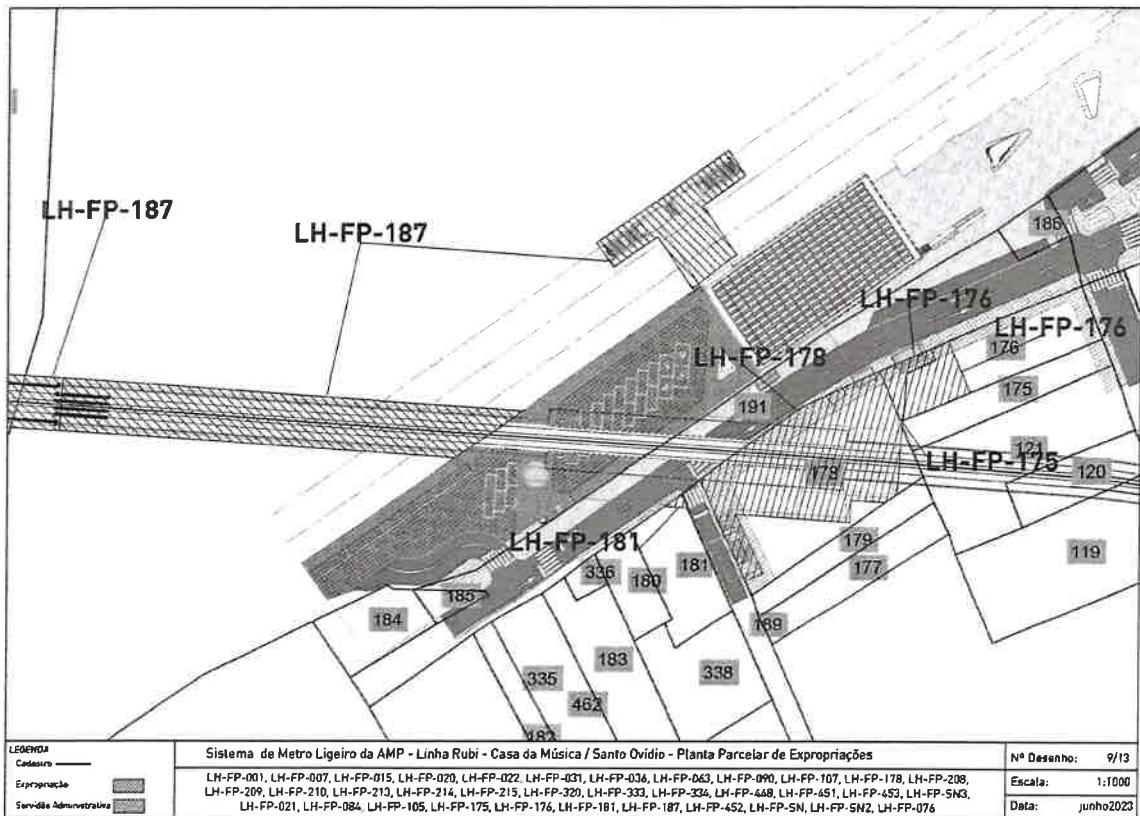 LH-FP-187
LH-FP-187
186
LH-FP-176
LH-FP-176
176
LH-FP-178
175
191
121
LH-FP-175
120
178
LH-FP-181
179
119
336
180
181
177
185
184
189
183
338
335
462
182
LEGENDA
Cadastro
Expropriação
Servidão Administrativa
Sistema de Metro Ligeiro da AMP - Linha Rubi - Casa da Música / Santo Ovídio - Planta Parcelar de Expropriações
LH-FP-001, LH-FP-007, LH-FP-015, LH-FP-020, LH-FP-022, LH-FP-031, LH-FP-036, LH-FP-063, LH-FP-090, LH-FP-107, LH-FP-178, LH-FP-208,
LH-FP-209, LH-FP-210, LH-FP-213, LH-FP-214, LH-FP-215, LH-FP-320, LH-FP-333, LH-FP-334, LH-FP-448, LH-FP-451, LH-FP-453, LH-FP-SN3,
LH-FP-021, LH-FP-084, LH-FP-105, LH-FP-175, LH-FP-176, LH-FP-181, LH-FP-187, LH-FP-452, LH-FP-SN, LH-FP-SN2, LH-FP-076
Nº Desenho: 9/13
Escala: 1:1000
Data: junho2023